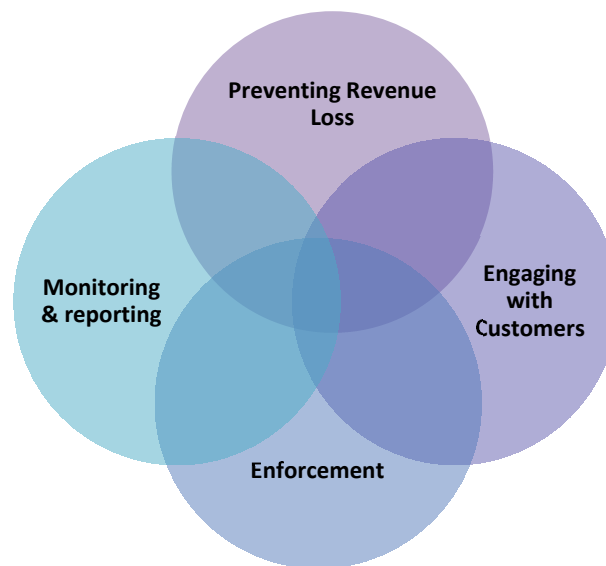 Preventing Revenue
Loss
Monitoring
& reporting
Engaging
with
Customers
Enforcement